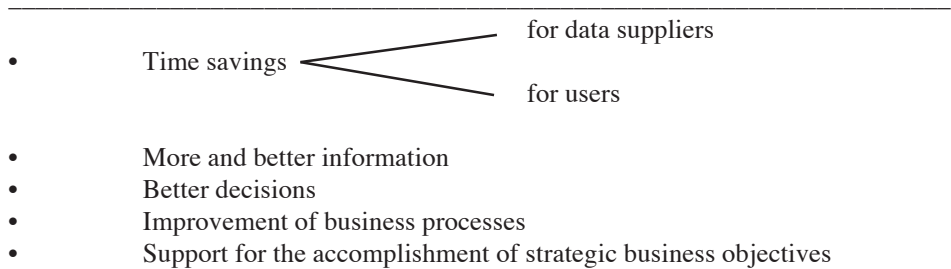 for data suppliers
• Time savings
for users
• More and better information
• Better decisions
• Improvement of business processes
• Support for the accomplishment of strategic business objectives